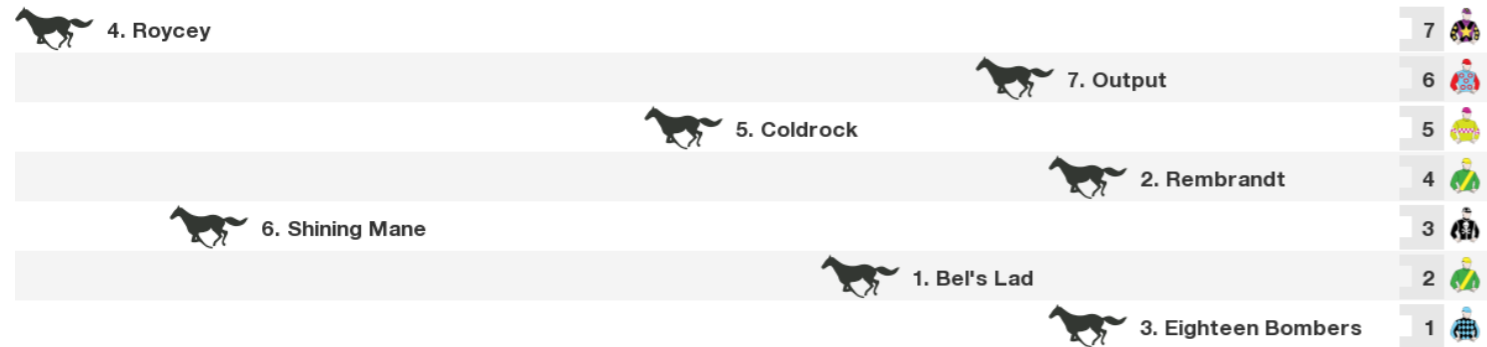 4. Roycey 7
7. Output 6
5. Coldrock 5
2. Rembrandt 4
6. Shining Mane 3
1. Bel's Lad 2
3. Eighteen Bombers 1